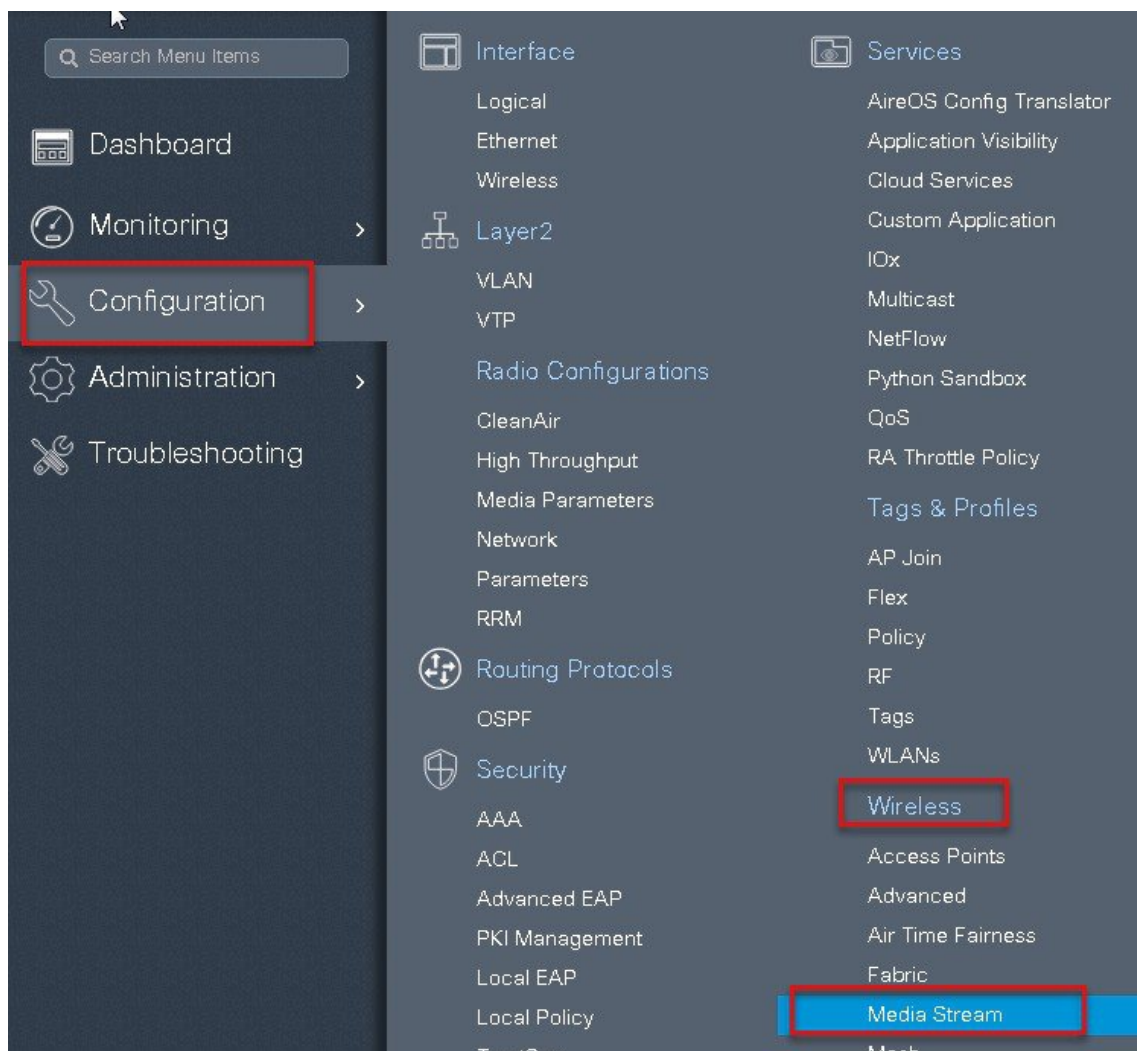 Search Menu Items
Dashboard
Monitoring
Configuration
Administration
Troubleshooting
Interface
Logical
Ethernet
Wireless
Layer2
VLAN
VTP
Radio Configurations
CleanAir
High Throughput
Media Parameters
Network
Parameters
RRM
Routing Protocols
OSPF
Security
AAA
ACL
Advanced EAP
PKI Management
Local EAP
Local Policy
Services
AireOS Config Translator
Application Visibility
Cloud Services
Custom Application
IOx
Multicast
NetFlow
Python Sandbox
QoS
RA Throttle Policy
Tags & Profiles
AP Join
Flex
Policy
RF
Tags
WLANs
Wireless
Access Points
Advanced
Air Time Fairness
Fabric
Media Stream